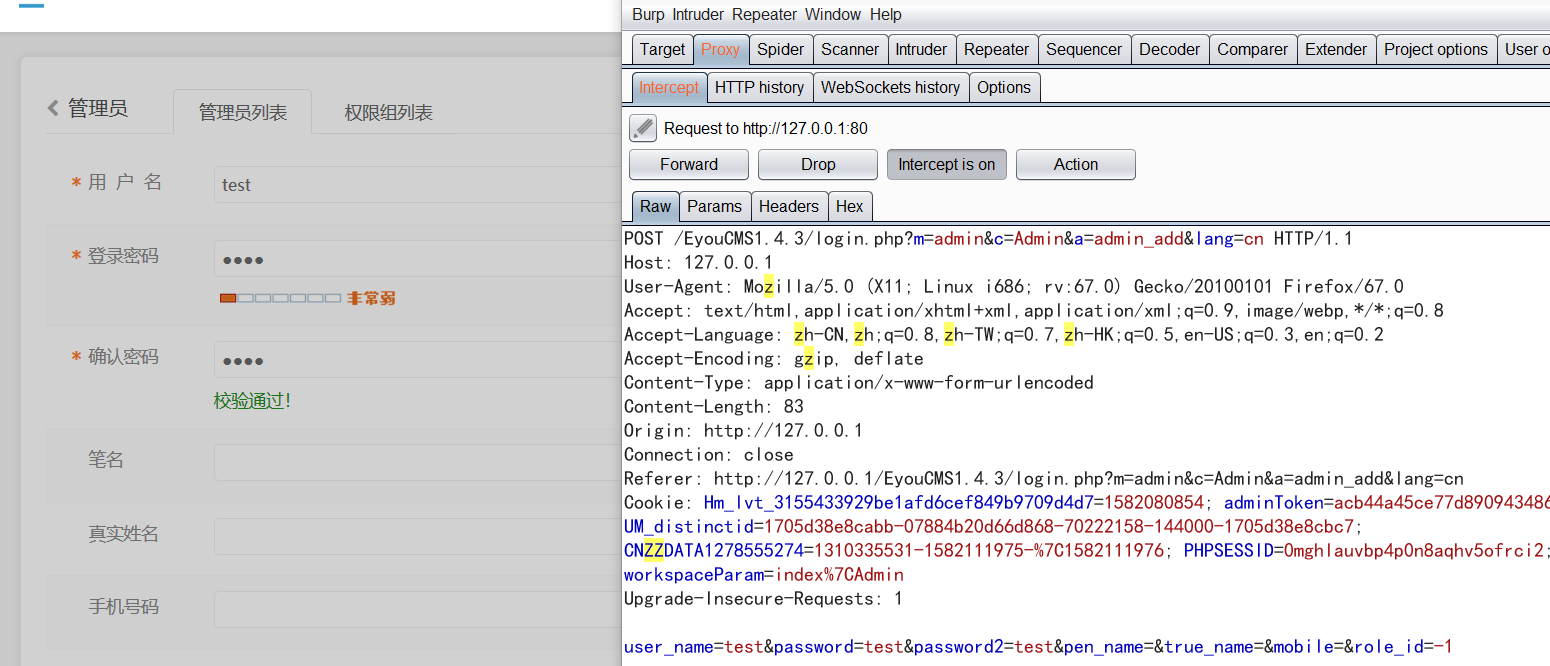 管理员
管理员列表
权限组列表
* 用 户 名
test
* 登录密码
非常弱
* 确认密码
校验通过!
笔名
真实姓名
手机号码
Burp Intruder Repeater Window Help
Target Proxy Spider Scanner Intruder Repeater Sequencer Decoder Comparer Extender Project options User o
Intercept HTTP history WebSockets history Options
Request to http://127.0.0.1:80
Forward Drop Intercept is on Action
Raw Params Headers Hex
POST /EyouCMS1.4.3/login.php?m=admin&c=Admin&a=admin_add&lang=cn HTTP/1.1
Host: 127.0.0.1
User-Agent: Mozilla/5.0 (X11; Linux i686; rv:67.0) Gecko/20100101 Firefox/67.0
Accept: text/html,application/xhtml+xml,application/xml;q=0.9,image/webp,*/*;q=0.8
Accept-Language: zh-CN,zh;q=0.8,zh-TW;q=0.7,zh-HK;q=0.5,en-US;q=0.3,en;q=0.2
Accept-Encoding: gzip, deflate
Content-Type: application/x-www-form-urlencoded
Content-Length: 83
Origin: http://127.0.0.1
Connection: close
Referer: http://127.0.0.1/EyouCMS1.4.3/login.php?m=admin&c=Admin&a=admin_add&lang=cn
Cookie: Hm_lvt_3155433929be1afd6cef849b9709d4d7=1582080854; adminToken=acb44a45ce77d890943486
UM_distinctid=1705d38e8cabb-07884b20d66d868-70222158-144000-1705d38e8cbc7;
CNZZDATA1278555274=1310335531-1582111975-%7C1582111976; PHPSESSID=0mghlauvbp4p0n8aqhv5ofrci2;
workspaceParam=index%7CAdmin
Upgrade-Insecure-Requests: 1
user_name=test&password=test&password2=test&pen_name=&true_name=&mobile=&role_id=-1